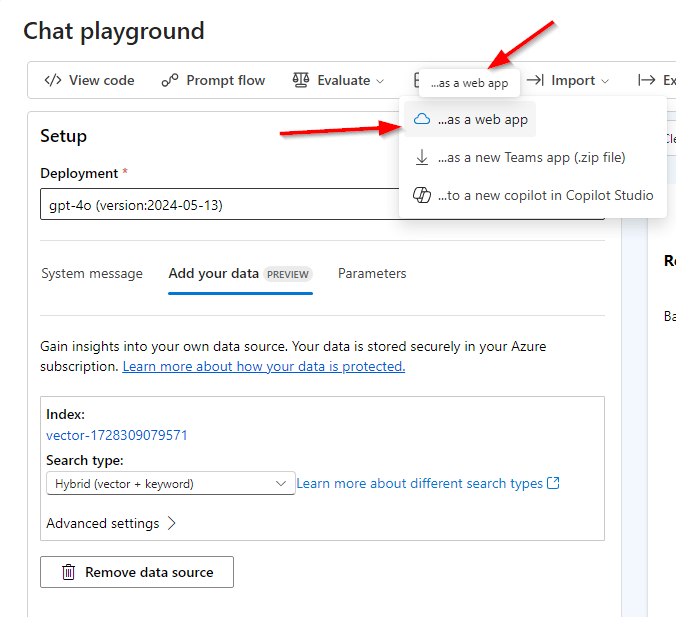 Chat playground
View code
Prompt flow
Evaluate
...as a web app
Import
Ex
...as a web app
...as a new Teams app (.zip file)
...to a new copilot in Copilot Studio
Setup
Deployment *
gpt-4o (version:2024-05-13)
System message
Add your data PREVIEW
Parameters
Gain insights into your own data source. Your data is stored securely in your Azure
subscription. Learn more about how your data is protected.
Index:
vector-1728309079571
Search type:
Hybrid (vector + keyword)
Learn more about different search types
Advanced settings
Remove data source
Cle
Re
Ba